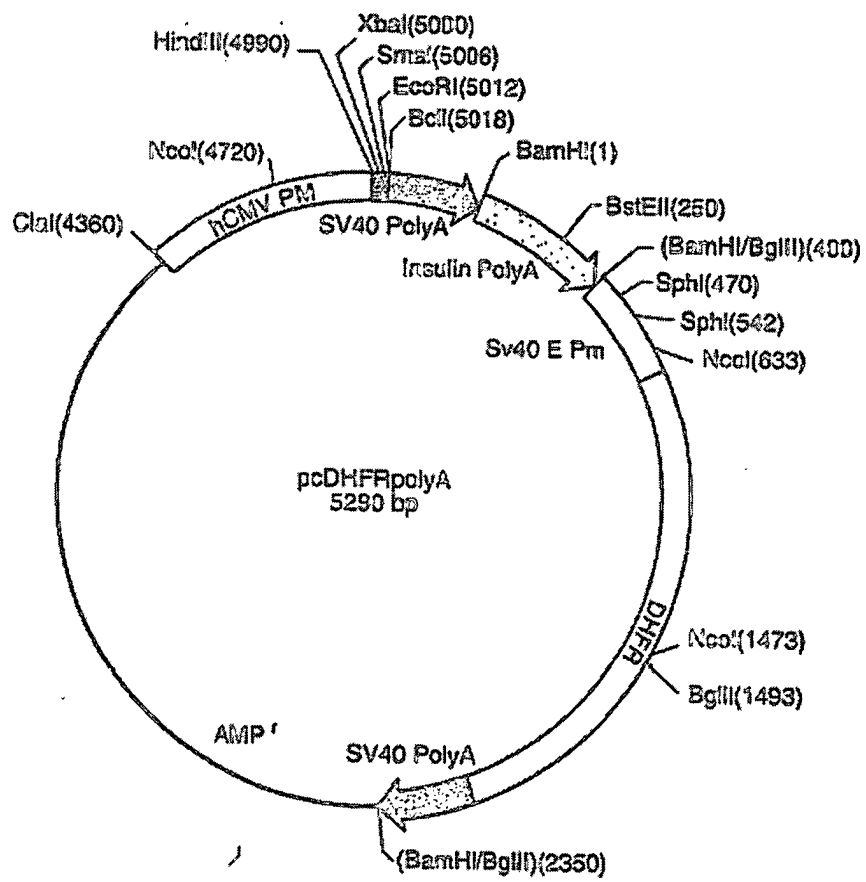 XbaI(5000)
HindIII(4990)
SmaI(5006)
EcoRI(5012)
BclI(5018)
NcoI(4720)
BamHI(1)
hCMV PM
BstEII(250)
ClaI(4360)
SV40 PolyA
(BamHI/BglII)(400)
Insulin PolyA
SphI(470)
SphI(542)
Sv40 E Pm
NcoI(633)
pcDHFRpolyA
5290 bp
DHFR
NcoI(1473)
BglII(1493)
AMP r
SV40 PolyA
(BamHI/BglII)(2350)